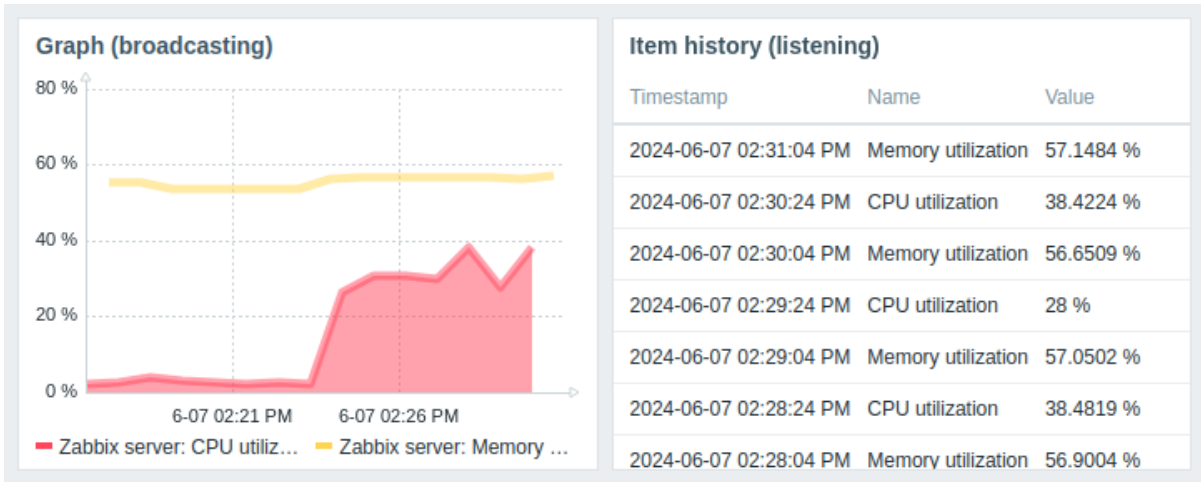 Graph (broadcasting)
80 %
60 %
40 %
20 %
0 %
6-07 02:21 PM 6-07 02:26 PM
Zabbix server: CPU utiliz... Zabbix server: Memory ...
Item history (listening)
Timestamp Name Value
2024-06-07 02:31:04 PM Memory utilization 57.1484 %
2024-06-07 02:30:24 PM CPU utilization 38.4224 %
2024-06-07 02:30:04 PM Memory utilization 56.6509 %
2024-06-07 02:29:24 PM CPU utilization 28 %
2024-06-07 02:29:04 PM Memory utilization 57.0502 %
2024-06-07 02:28:24 PM CPU utilization 38.4819 %
2024-06-07 02:28:04 PM Memory utilization 56.9004 %